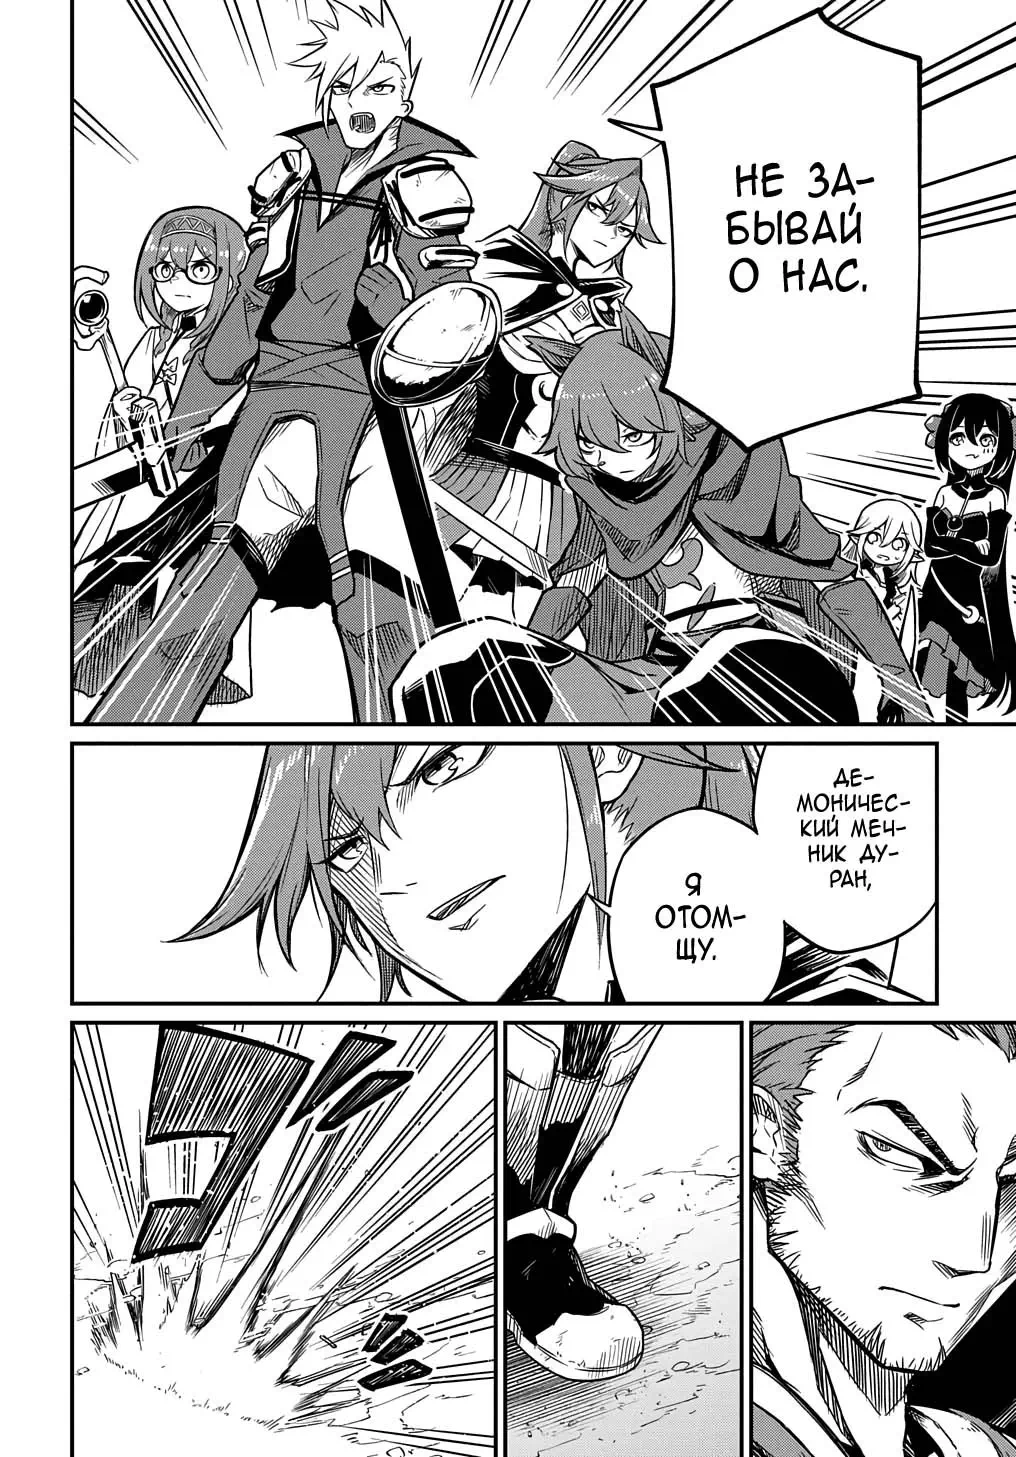 НЕ ЗА-
БЫВАЙ
О НАС.
ДЕ-
МОНИЧЕС-
КИЙ МЕЧ-
НИК ДУ-
РАН,
Я
ОТОМ-
ЩУ.